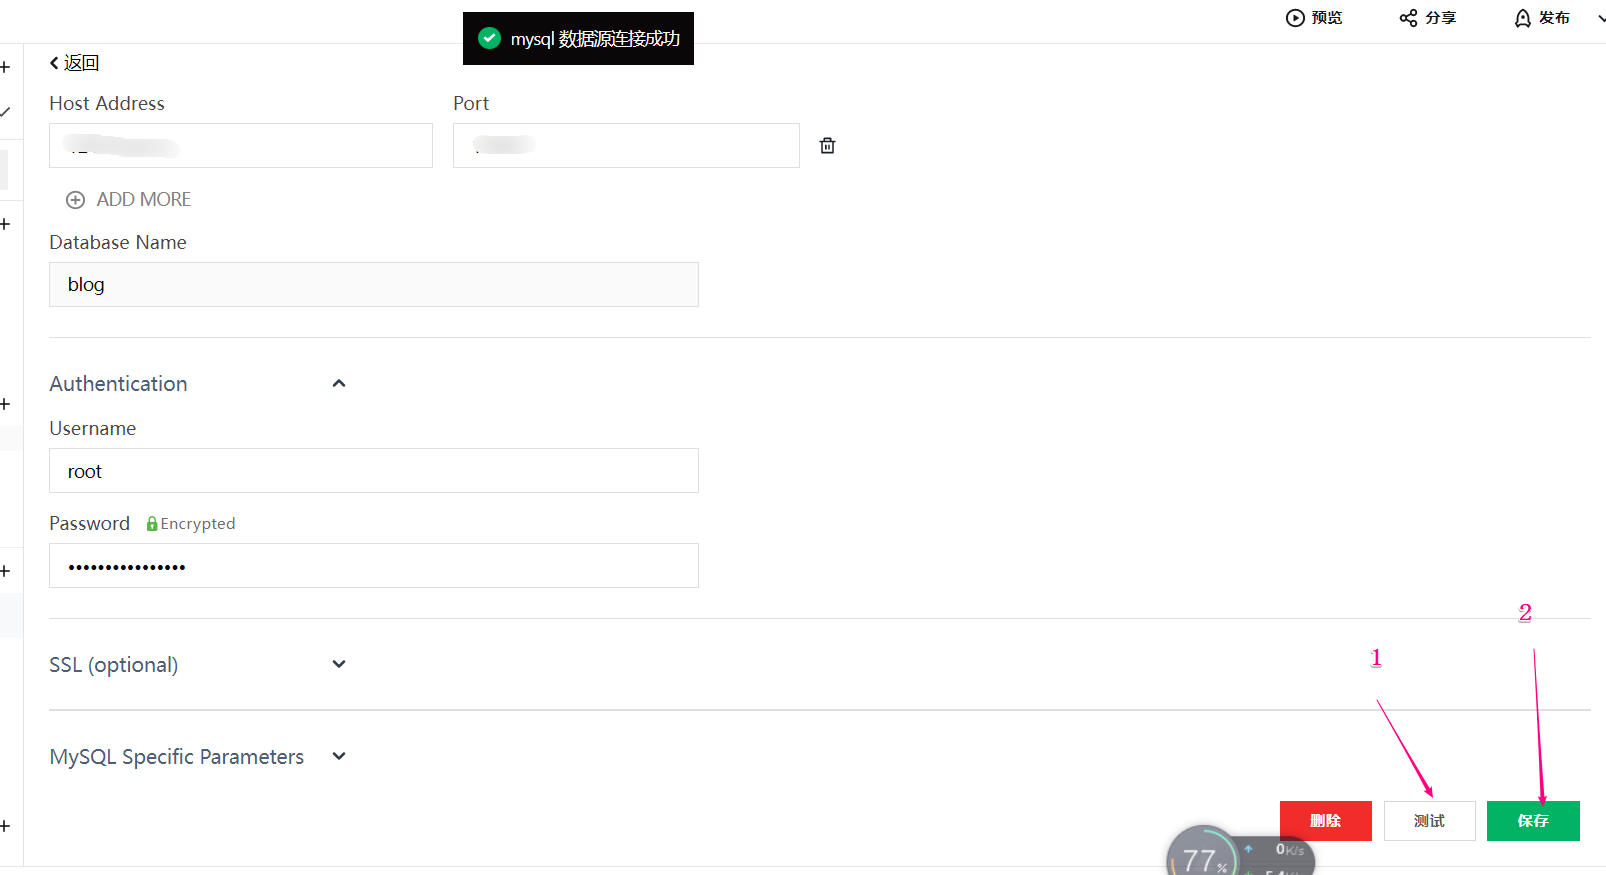 预览
分享
发布
mysql 数据源连接成功
返回
Host Address
Port
ADD MORE
Database Name
blog
Authentication
Username
root
Password
Encrypted
••••••••••••••••
2
SSL (optional)
1
MySQL Specific Parameters
删除
测试
保存
77%
0K/s